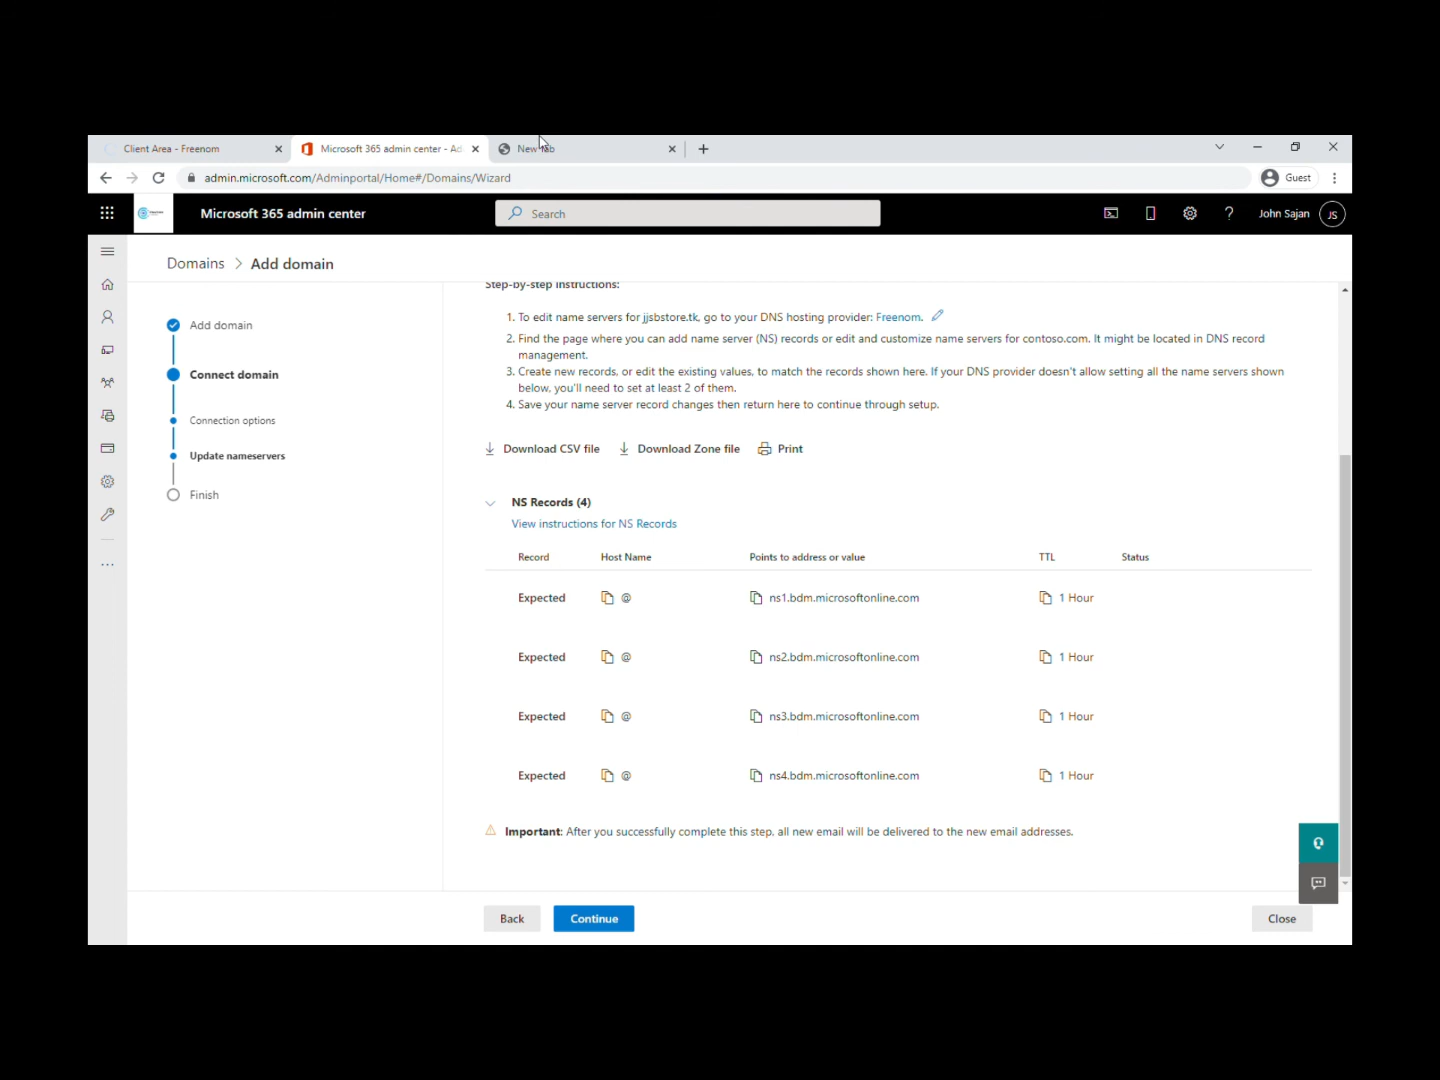 Client Area - Freenom
Microsoft 365 admin center - Ad
New Tab
admin.microsoft.com/Adminportal/Home#/Domains/Wizard
Guest
Microsoft 365 admin center
Search
John Sajan
JS
Domains > Add domain
Add domain
Connect domain
Connection options
Update nameservers
Finish
Step-by-step instructions:
1. To edit name servers for jjsbstore.tk, go to your DNS hosting provider: Freenom.
2. Find the page where you can add name server (NS) records or edit and customize name servers for contoso.com. It might be located in DNS record
management.
3. Create new records, or edit the existing values, to match the records shown here. If your DNS provider doesn't allow setting all the name servers shown
below, you'll need to set at least 2 of them.
4. Save your name server record changes then return here to continue through setup.
Download CSV file Download Zone file Print
NS Records (4)
View instructions for NS Records
Record Host Name Points to address or value TTL Status
Expected @ ns1.bdm.microsoftonline.com 1 Hour
Expected @ ns2.bdm.microsoftonline.com 1 Hour
Expected @ ns3.bdm.microsoftonline.com 1 Hour
Expected @ ns4.bdm.microsoftonline.com 1 Hour
Important: After you successfully complete this step, all new email will be delivered to the new email addresses.
Back Continue Close